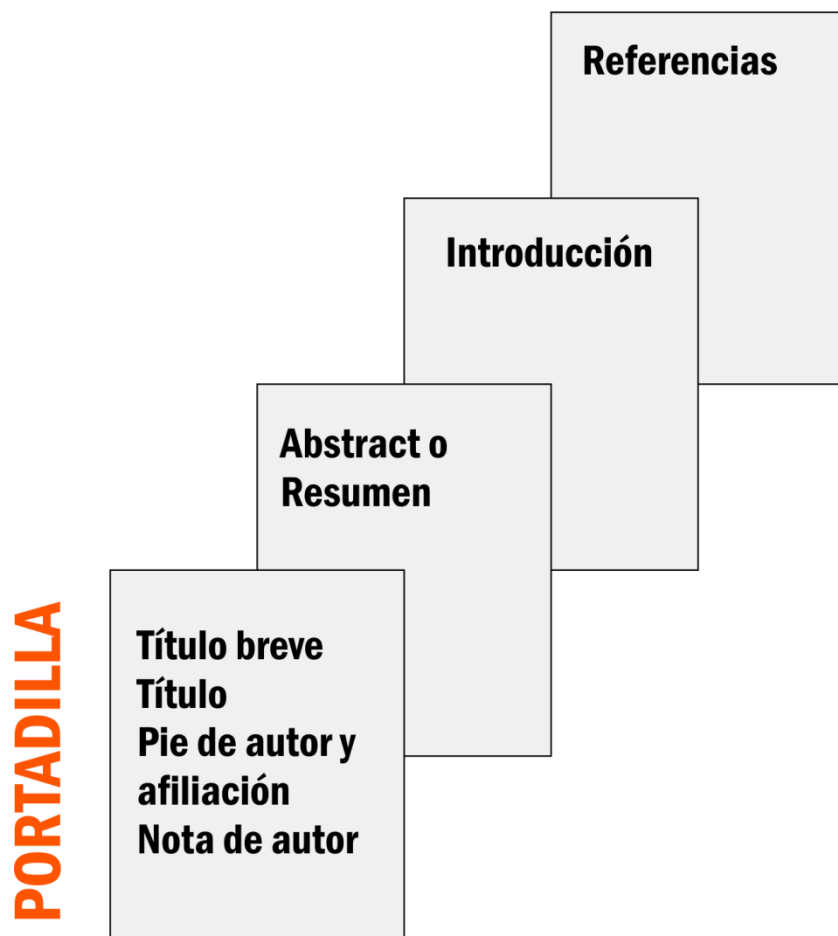 Referencias
Introducción
Abstract o
Resumen
PORTADILLA
Título breve
Título
Pie de autor y
afiliación
Nota de autor